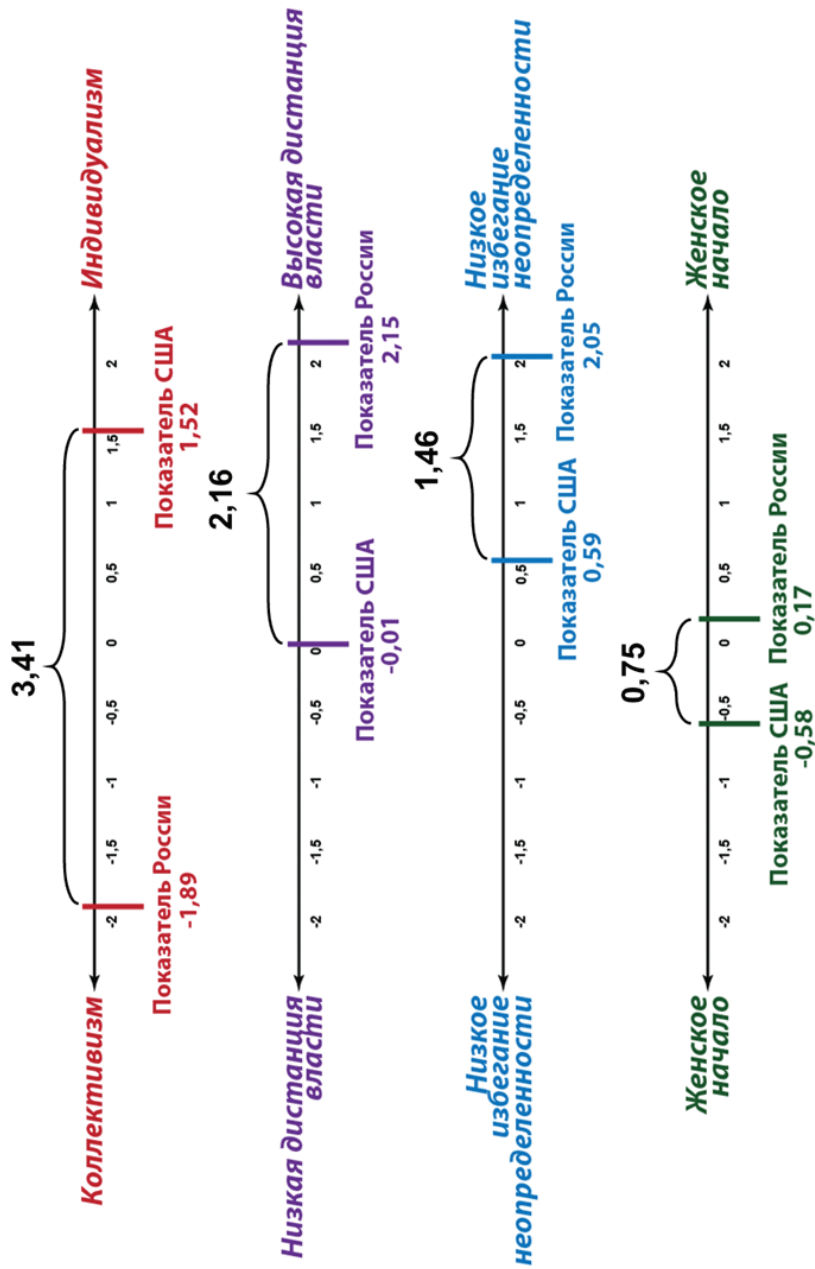 3,41
Коллективизм
Индивидуализм
-2 -1,5 -1 -0,5 0 0,5 1 1,5 2
Показатель России
-1,89
Показатель США
1,52
2,16
Низкая дистанция
власти
Высокая дистанция
власти
-2 -1,5 -1 -0,5 0 0,5 1 1,5 2
Показатель США
-0,01
Показатель России
2,15
1,46
Низкое
избегание
неопределенности
Низкое
избегание
неопределенности
-2 -1,5 -1 -0,5 0 0,5 1 1,5 2
Показатель США
0,59
Показатель России
2,05
0,75
Женское
начало
Женское
начало
-2 -1,5 -1 -0,5 0 0,5 1 1,5 2
Показатель США
-0,58
Показатель России
0,17